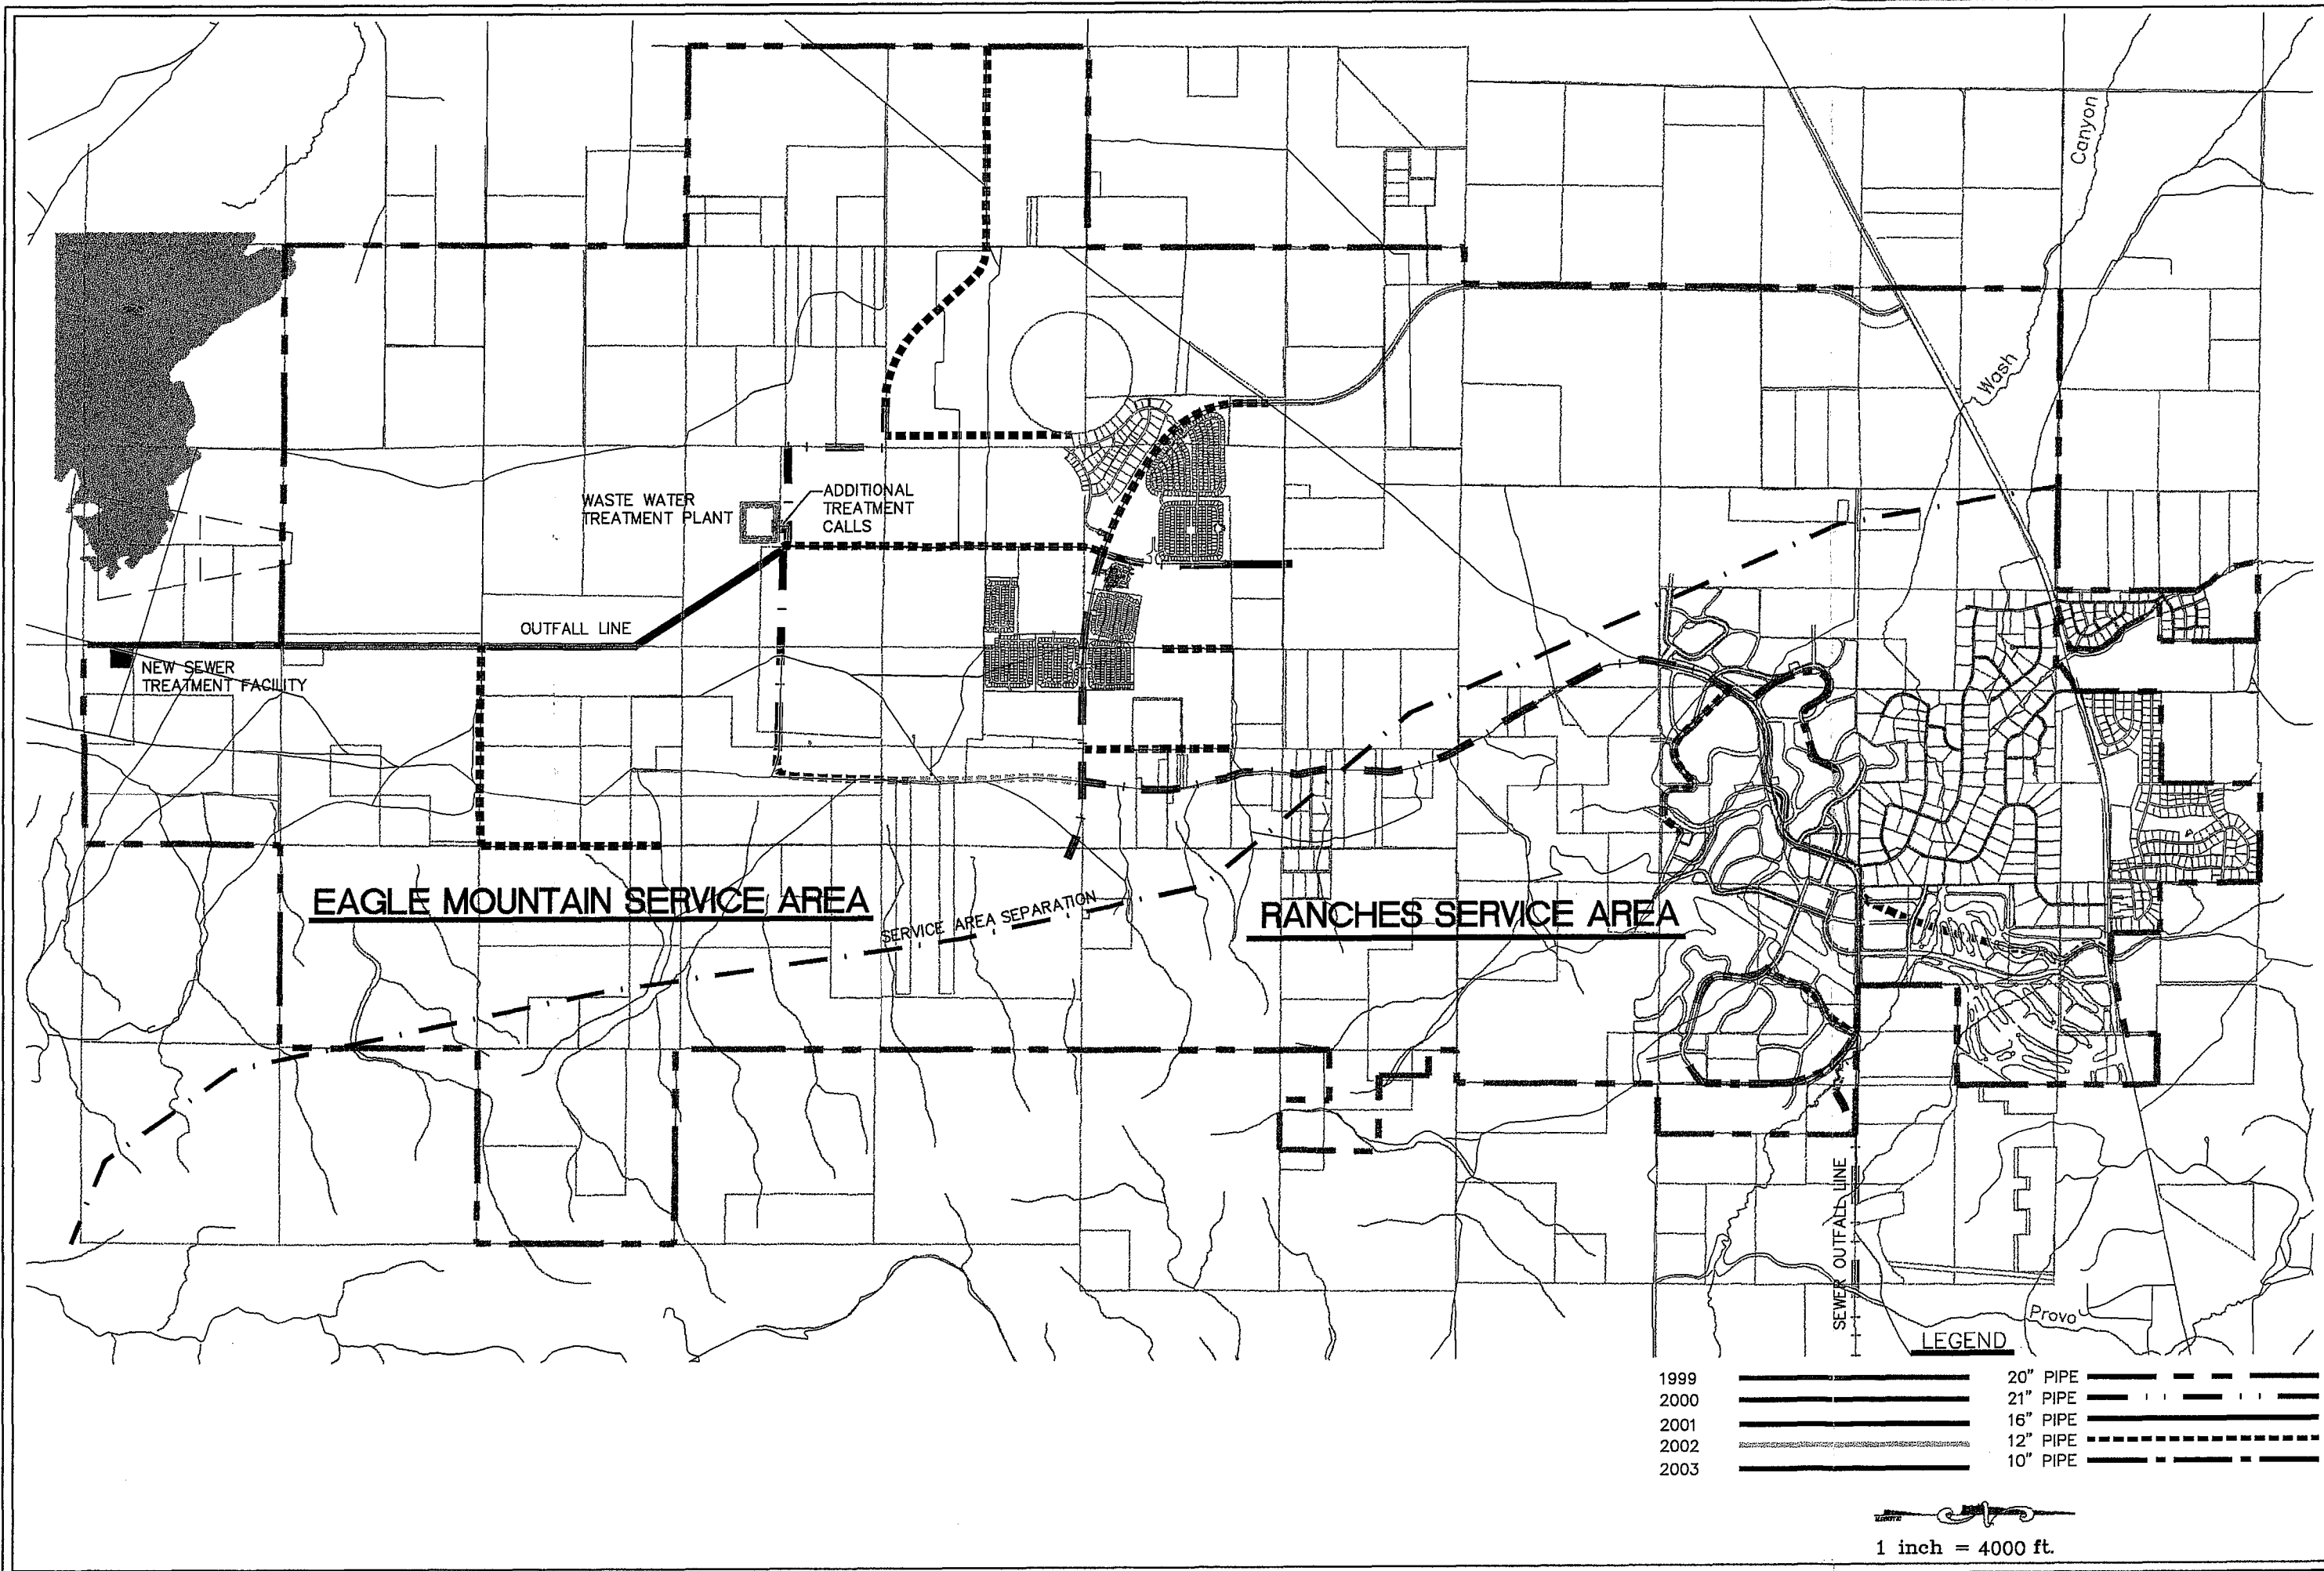 Canyon
Wash
WASTE WATER
TREATMENT PLANT
ADDITIONAL
TREATMENT
CALLS
OUTFALL LINE
NEW SEWER
TREATMENT FACILITY
EAGLE MOUNTAIN SERVICE AREA
SERVICE AREA SEPARATION
RANCHES SERVICE AREA
SEWER OUTFALL LINE
Provo
LEGEND
1999
2000
2001
2002
2003
20" PIPE
21" PIPE
16" PIPE
12" PIPE
10" PIPE
1 inch = 4000 ft.